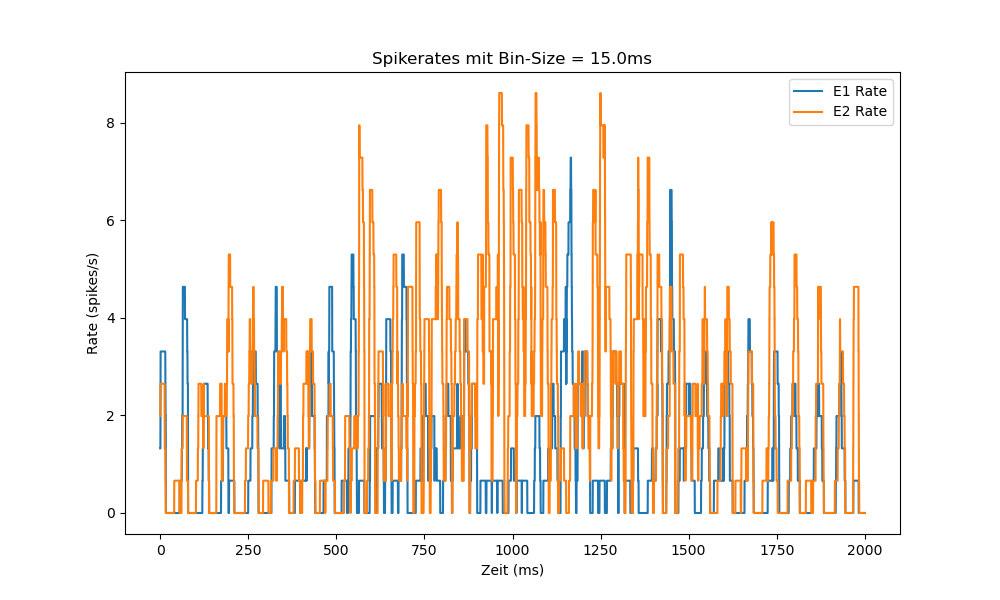 Spikerates mit Bin-Size = 15.0ms
E1 Rate
E2 Rate
Rate (spikes/s)
8
6
4
2
0
0 250 500 750 1000 1250 1500 1750 2000
Zeit (ms)